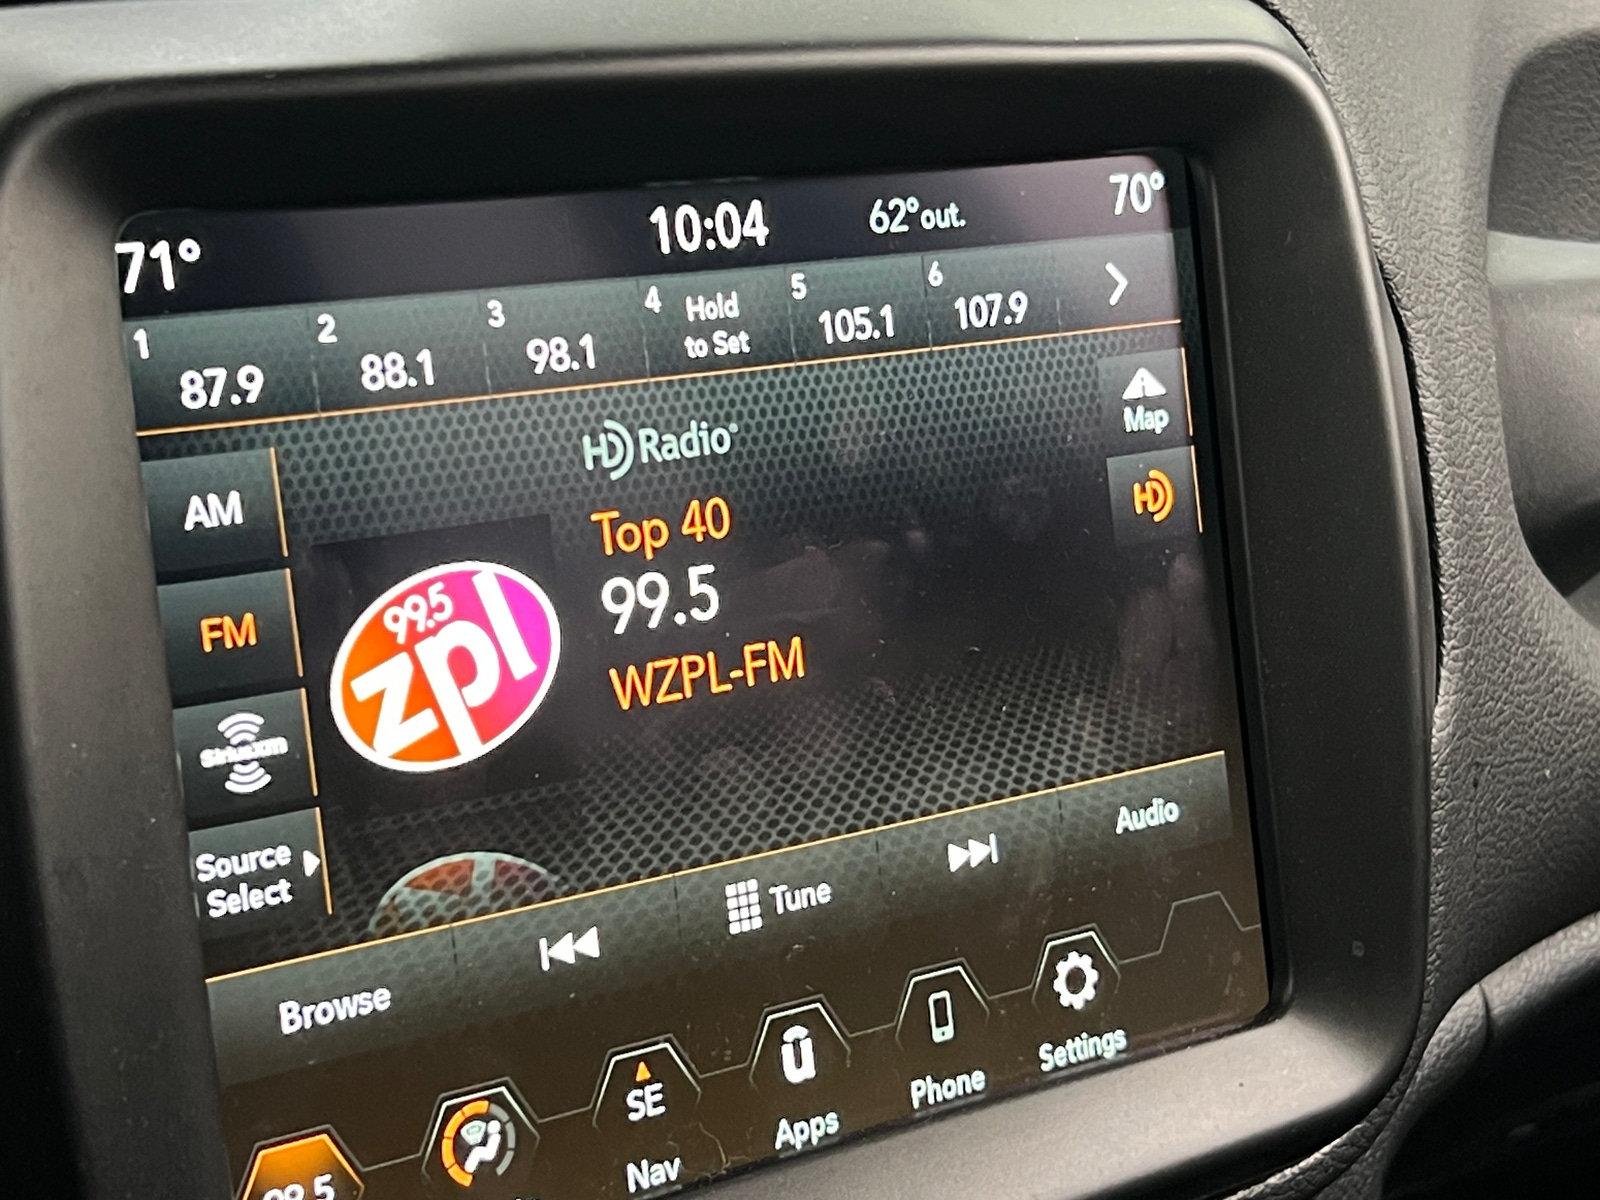 71° 10:04 62°out. 70°
1 87.9 2 88.1 3 98.1 4 Hold to Set 5 105.1 6 107.9
HD Radio
Map
AM
Top 40
HD
99.5
99.5
zpl
FM
WZPL-FM
SiriusXM
Source
Select
Browse
Tune
Audio
SE
Nav
Apps
Phone
Settings